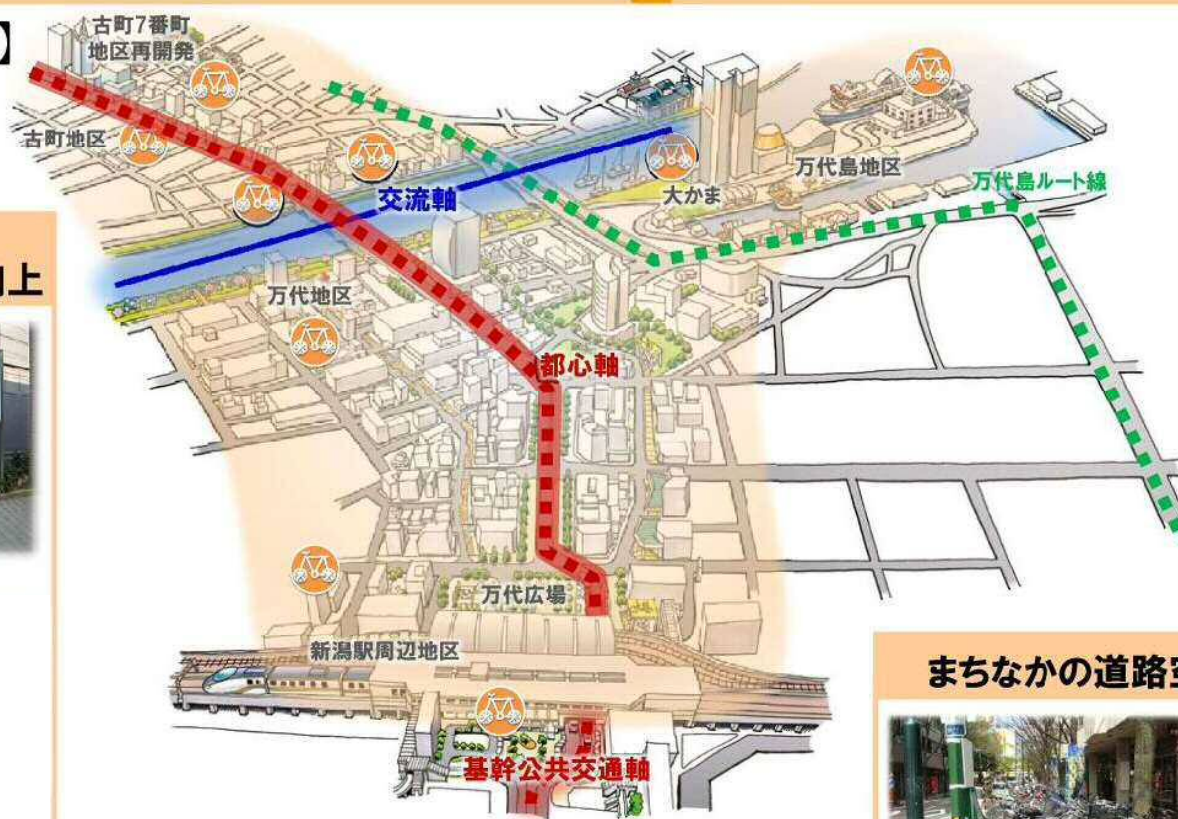 】
古町7番町
地区再開発
古町地区
交流軸
大かま
万代島地区
万代島ルート線
向上
万代地区
都心軸
万代広場
新潟駅周辺地区
基幹公共交通軸
まちなかの道路空